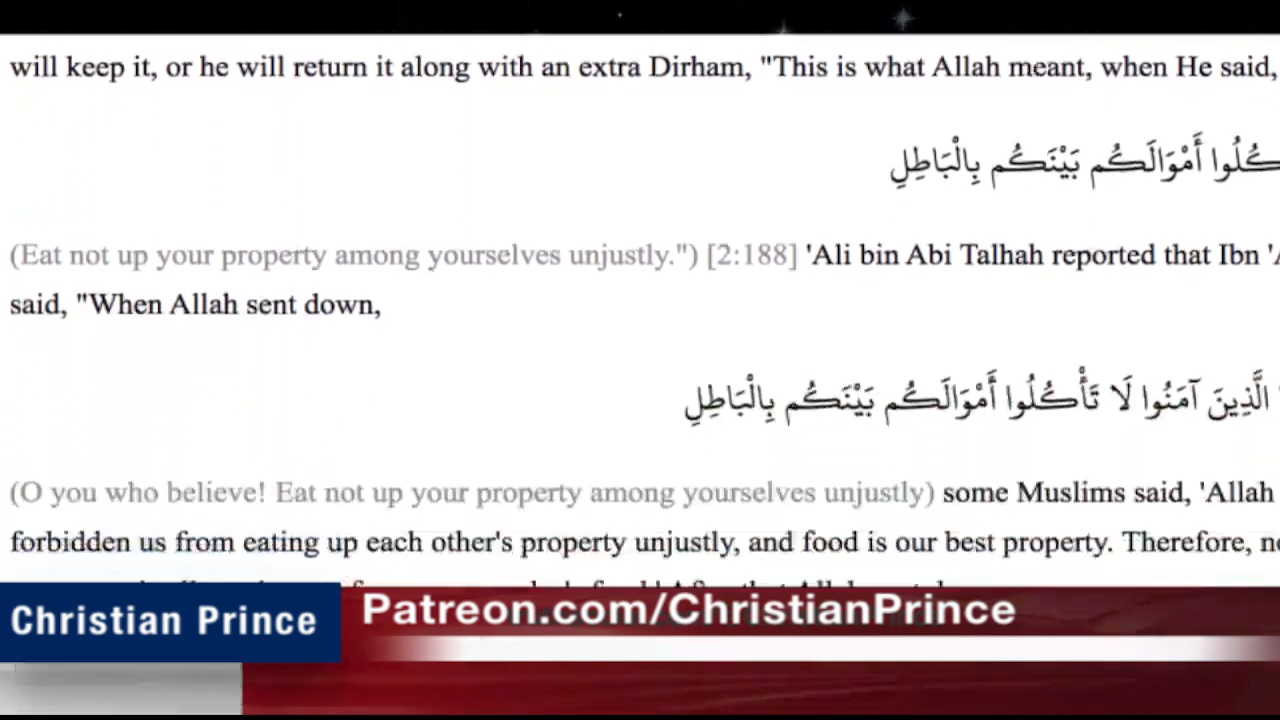 will keep it, or he will return it along with an extra Dirham, "This is what Allah meant, when He said,
أَمْوَالَكُم بَيْنَكُم بِالْبَاطِلِ
(Eat not up your property among yourselves unjustly.") [2:188] 'Ali bin Abi Talhah reported that Ibn
said, "When Allah sent down,
الَّذِينَ آمَنُوا لَا تَأْكُلُوا أَمْوَالَكُم بَيْنَكُم بِالْبَاطِلِ
(O you who believe! Eat not up your property among yourselves unjustly) some Muslims said, 'Allah
forbidden us from eating up each other's property unjustly, and food is our best property. Therefore,
Christian Prince
Patreon.com/ChristianPrince